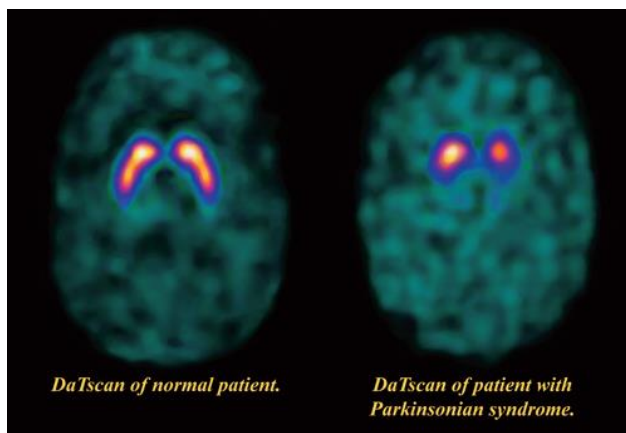 DaTscan of normal patient.
DaTscan of patient with
Parkinsonian syndrome.